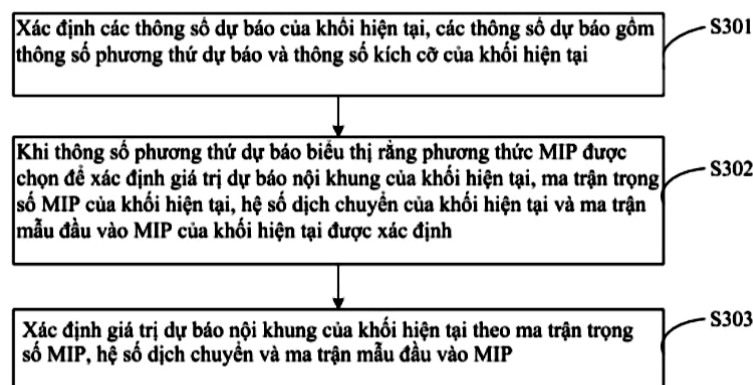 Xác định các thông số dự báo của khối hiện tại, các thông số dự báo gồm
thông số phương thứ dự báo và thông số kích cỡ của khối hiện tại
S301
Khi thông số phương thứ dự báo biểu thị rằng phương thức MIP được
chọn để xác định giá trị dự báo nội khung của khối hiện tại, ma trận trọng
số MIP của khối hiện tại, hệ số dịch chuyển của khối hiện tại và ma trận
mẫu đầu vào MIP của khối hiện tại được xác định
S302
Xác định giá trị dự báo nội khung của khối hiện tại theo ma trận trọng
số MIP, hệ số dịch chuyển và ma trận mẫu đầu vào MIP
S303